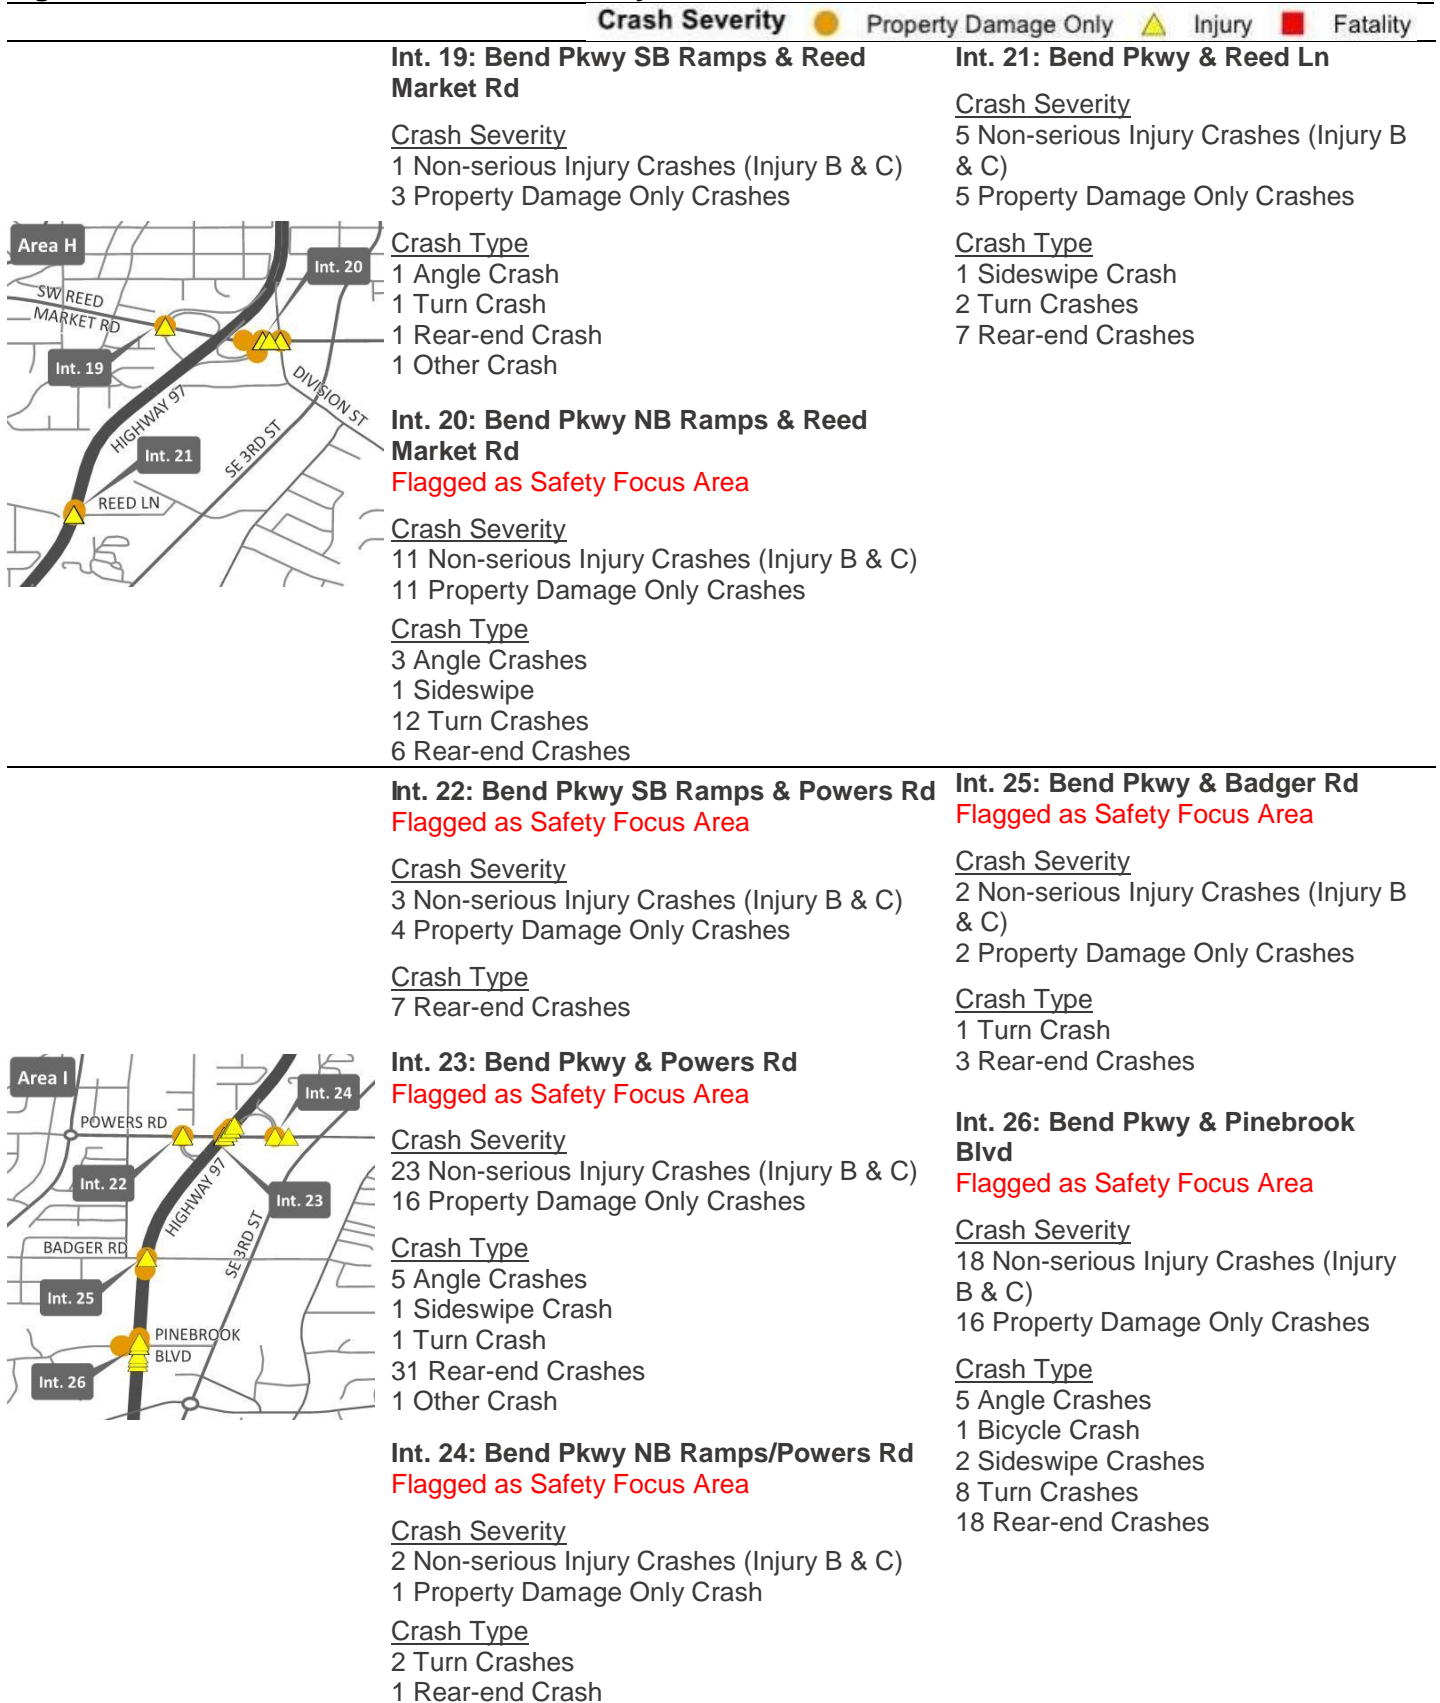 Crash Severity Property Damage Only Injury Fatality
Int. 19: Bend Pkwy SB Ramps & Reed
Market Rd
Crash Severity
1 Non-serious Injury Crashes (Injury B & C)
3 Property Damage Only Crashes
Crash Type
1 Angle Crash
1 Turn Crash
1 Rear-end Crash
1 Other Crash
Int. 20: Bend Pkwy NB Ramps & Reed
Market Rd
Flagged as Safety Focus Area
Crash Severity
11 Non-serious Injury Crashes (Injury B & C)
11 Property Damage Only Crashes
Crash Type
3 Angle Crashes
1 Sideswipe
12 Turn Crashes
6 Rear-end Crashes
Int. 21: Bend Pkwy & Reed Ln
Crash Severity
5 Non-serious Injury Crashes (Injury B
& C)
5 Property Damage Only Crashes
Crash Type
1 Sideswipe Crash
2 Turn Crashes
7 Rear-end Crashes
Area H
Int. 20
SW REED
MARKET RD
Int. 19
DIVISION ST
HIGHWAY 97
SE 3RD ST
Int. 21
REED LN
Int. 22: Bend Pkwy SB Ramps & Powers Rd
Flagged as Safety Focus Area
Crash Severity
3 Non-serious Injury Crashes (Injury B & C)
4 Property Damage Only Crashes
Crash Type
7 Rear-end Crashes
Int. 23: Bend Pkwy & Powers Rd
Flagged as Safety Focus Area
Crash Severity
23 Non-serious Injury Crashes (Injury B & C)
16 Property Damage Only Crashes
Crash Type
5 Angle Crashes
1 Sideswipe Crash
1 Turn Crash
31 Rear-end Crashes
1 Other Crash
Int. 24: Bend Pkwy NB Ramps/Powers Rd
Flagged as Safety Focus Area
Crash Severity
2 Non-serious Injury Crashes (Injury B & C)
1 Property Damage Only Crash
Crash Type
2 Turn Crashes
1 Rear-end Crash
Int. 25: Bend Pkwy & Badger Rd
Flagged as Safety Focus Area
Crash Severity
2 Non-serious Injury Crashes (Injury B
& C)
2 Property Damage Only Crashes
Crash Type
1 Turn Crash
3 Rear-end Crashes
Int. 26: Bend Pkwy & Pinebrook
Blvd
Flagged as Safety Focus Area
Crash Severity
18 Non-serious Injury Crashes (Injury
B & C)
16 Property Damage Only Crashes
Crash Type
5 Angle Crashes
1 Bicycle Crash
2 Sideswipe Crashes
8 Turn Crashes
18 Rear-end Crashes
Area I
Int. 24
POWERS RD
Int. 22
HIGHWAY 97
Int. 23
BADGER RD
SE 3RD ST
Int. 25
PINEBROOK
BLVD
Int. 26